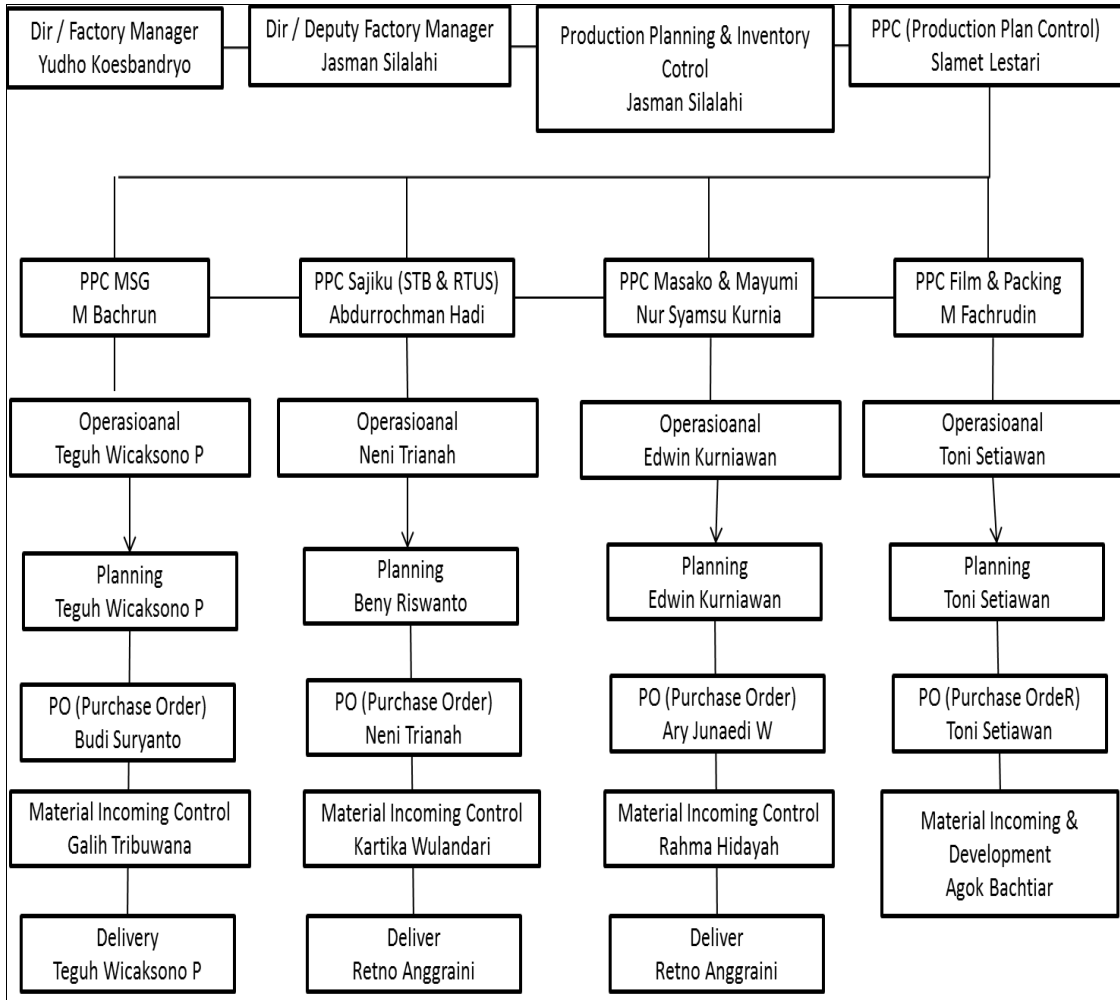 Dir / Factory Manager
Yudho Koesbandryo
Dir / Deputy Factory Manager
Jasman Silalahi
Production Planning & Inventory
Cotrol
Jasman Silalahi
PPC (Production Plan Control)
Slamet Lestari
PPC MSG
M Bachrun
PPC Sajiku (STB & RTUS)
Abdurrochman Hadi
PPC Masako & Mayumi
Nur Syamsu Kurnia
PPC Film & Packing
M Fachrudin
Operasioanal
Teguh Wicaksono P
Operasioanal
Neni Trianah
Operasioanal
Edwin Kurniawan
Operasioanal
Toni Setiawan
Planning
Teguh Wicaksono P
Planning
Beny Riswanto
Planning
Edwin Kurniawan
Planning
Toni Setiawan
PO (Purchase Order)
Budi Suryanto
PO (Purchase Order)
Neni Trianah
PO (Purchase Order)
Ary Junaedi W
PO (Purchase OrdeR)
Toni Setiawan
Material Incoming Control
Galih Tribuwana
Material Incoming Control
Kartika Wulandari
Material Incoming Control
Rahma Hidayah
Material Incoming &
Development
Agok Bachtiar
Delivery
Teguh Wicaksono P
Deliver
Retno Anggraini
Deliver
Retno Anggraini